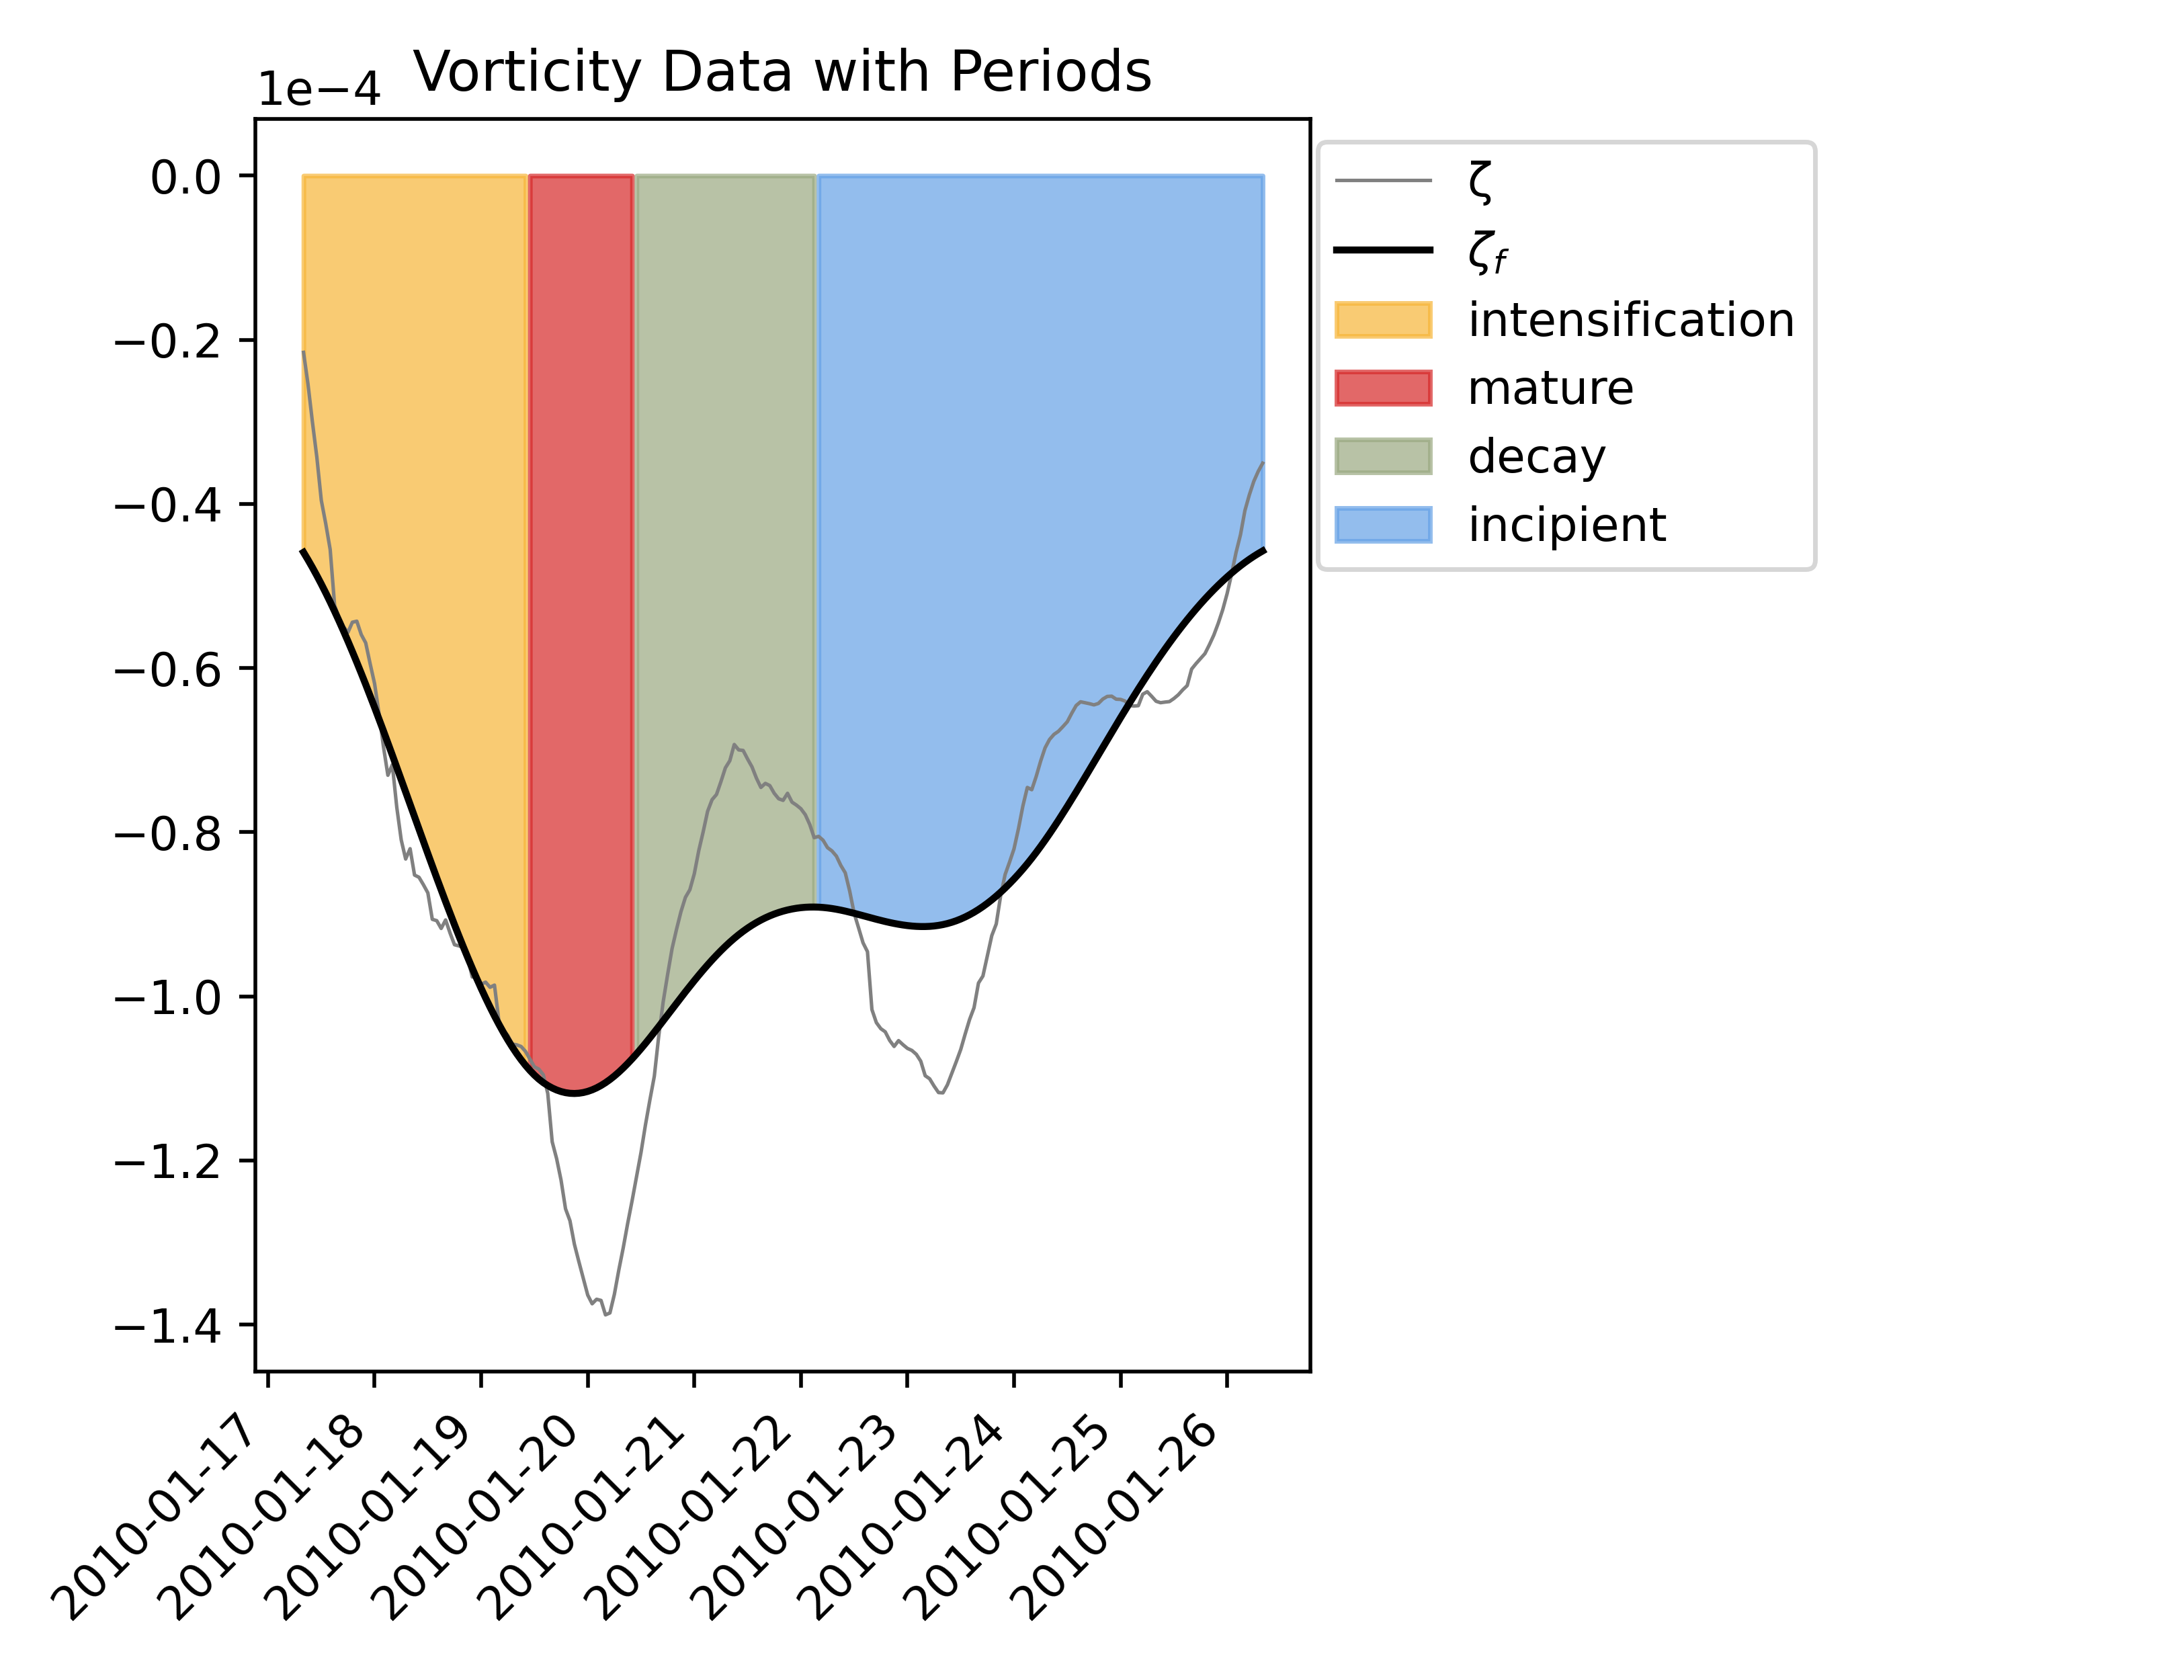 Vorticity Data with Periods
1e−4
0.0
−0.2
−0.4
−0.6
−0.8
−1.0
−1.2
−1.4
2010-01-17
2010-01-18
2010-01-19
2010-01-20
2010-01-21
2010-01-22
2010-01-23
2010-01-24
2010-01-25
2010-01-26
ζ
ζf
intensification
mature
decay
incipient